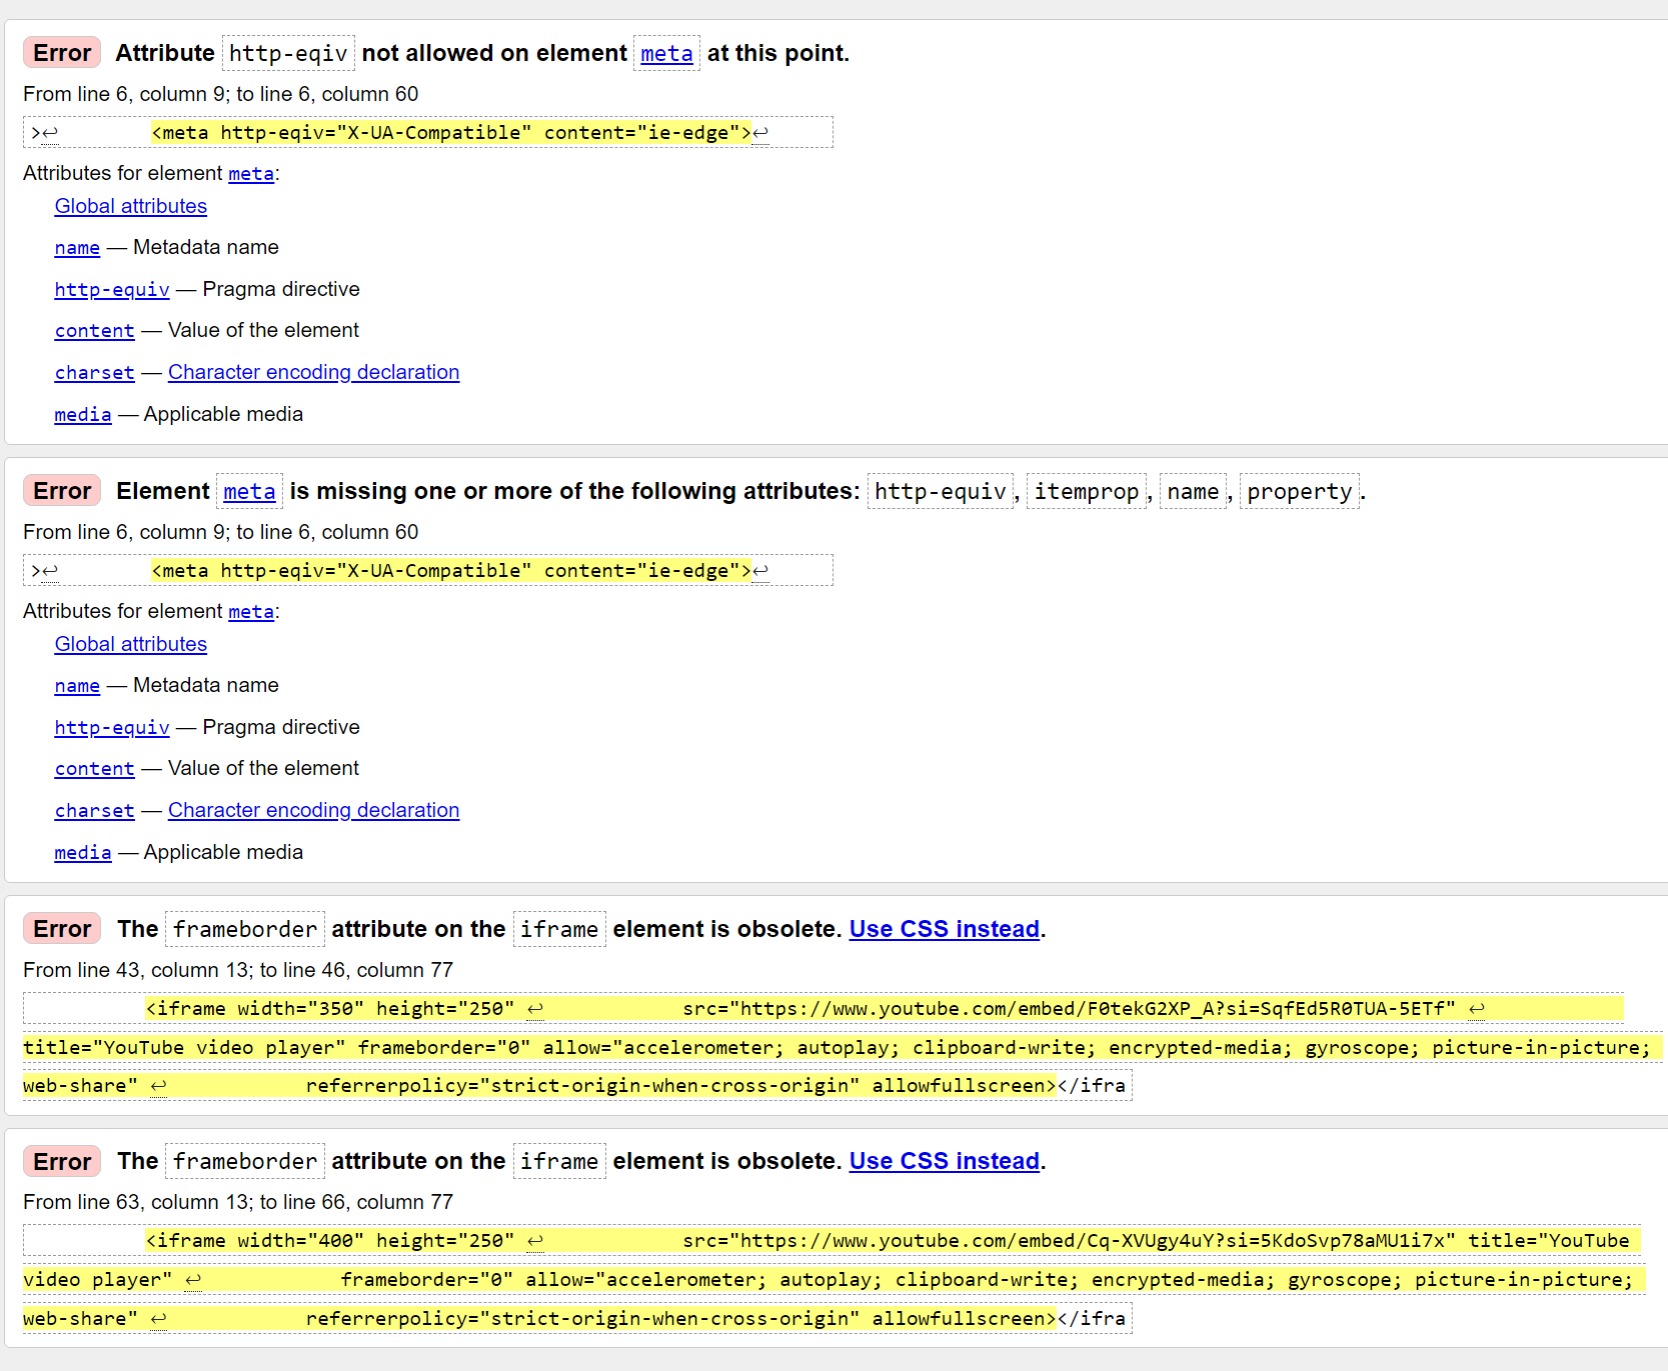 Error Attribute http-eqiv not allowed on element meta at this point.
From line 6, column 9; to line 6, column 60
>↩ <meta http-eqiv="X-UA-Compatible" content="ie-edge">↩
Attributes for element meta:
Global attributes
name — Metadata name
http-equiv — Pragma directive
content — Value of the element
charset — Character encoding declaration
media — Applicable media
Error Element meta is missing one or more of the following attributes: http-equiv, itemprop, name, property.
From line 6, column 9; to line 6, column 60
>↩ <meta http-eqiv="X-UA-Compatible" content="ie-edge">↩
Attributes for element meta:
Global attributes
name — Metadata name
http-equiv — Pragma directive
content — Value of the element
charset — Character encoding declaration
media — Applicable media
Error The frameborder attribute on the iframe element is obsolete. Use CSS instead.
From line 43, column 13; to line 46, column 77
<iframe width="350" height="250" ↩ src="https://www.youtube.com/embed/F0tekG2XP_A?si=SqfEd5R0TUA-5ETf" ↩
title="YouTube video player" frameborder="0" allow="accelerometer; autoplay; clipboard-write; encrypted-media; gyroscope; picture-in-picture;
web-share" ↩ referrerpolicy="strict-origin-when-cross-origin" allowfullscreen></ifra
Error The frameborder attribute on the iframe element is obsolete. Use CSS instead.
From line 63, column 13; to line 66, column 77
<iframe width="400" height="250" ↩ src="https://www.youtube.com/embed/Cq-XVUgy4uY?si=5KdoSvp78aMU1i7x" title="YouTube
video player" ↩ frameborder="0" allow="accelerometer; autoplay; clipboard-write; encrypted-media; gyroscope; picture-in-picture;
web-share" ↩ referrerpolicy="strict-origin-when-cross-origin" allowfullscreen></ifra